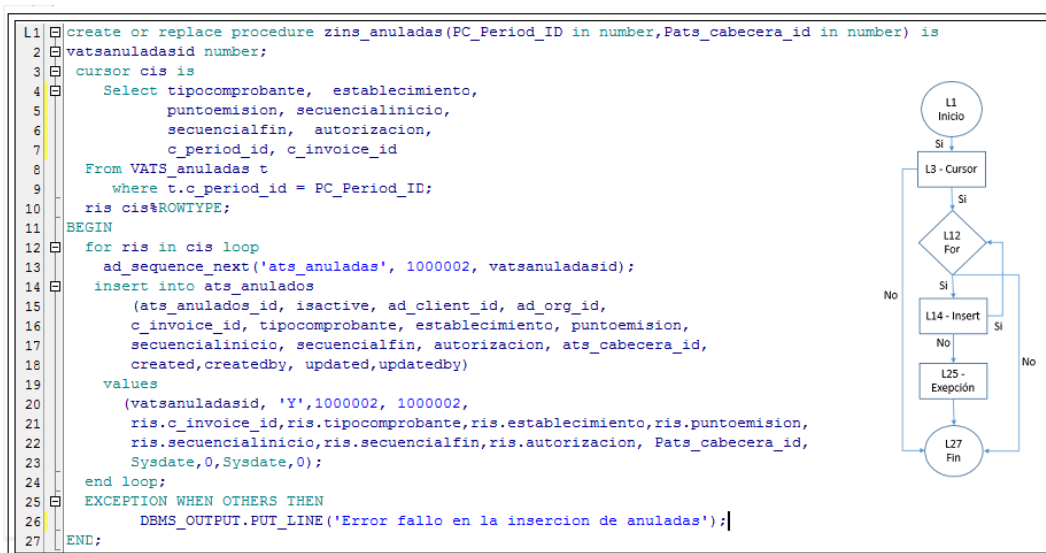 L1 create or replace procedure zins_anuladas(PC_Period_ID in number,Pats_cabecera_id in number) is
2 vatsanuladasid number;
3 cursor cis is
4 Select tipocomprobante, establecimiento,
5 puntoemision, secuencialinicio,
6 secuencialfin, autorizacion,
7 c_period_id, c_invoice_id
8 From VATS_anuladas t
9 where t.c_period_id = PC_Period_ID;
10 ris cis%ROWTYPE;
11 BEGIN
12 for ris in cis loop
13 ad_sequence_next('ats_anuladas', 1000002, vatsanuladasid);
14 insert into ats_anulados
15 (ats_anulados_id, isactive, ad_client_id, ad_org_id,
16 c_invoice_id, tipocomprobante, establecimiento, puntoemision,
17 secuencialinicio, secuencialfin, autorizacion, ats_cabecera_id,
18 created,createdby, updated,updatedby)
19 values
20 (vatsanuladasid, 'Y',1000002, 1000002,
21 ris.c_invoice_id,ris.tipocomprobante,ris.establecimiento,ris.puntoemision,
22 ris.secuencialinicio,ris.secuencialfin,ris.autorizacion, Pats_cabecera_id,
23 Sysdate,0,Sysdate,0);
24 end loop;
25 EXCEPTION WHEN OTHERS THEN
26 DBMS_OUTPUT.PUT_LINE('Error fallo en la insercion de anuladas');
27 END;
L1
Inicio
Si
L3 - Cursor
Si
L12
For
Si
No
L14 - Insert
Si
No
No
L25 -
Exepción
L27
Fin